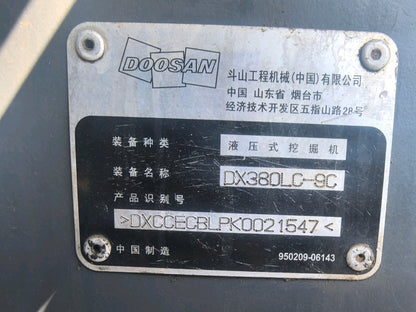 DOOSAN
斗山工程机械(中国)有限公司
中国 山东省 烟台市
经济技术开发区五指山路28号
装备种类 液压式挖掘机
装备名称 DX380LC-9C
产品识别号
>DXCCECBLPK0021547<
中国制造 950209-06143